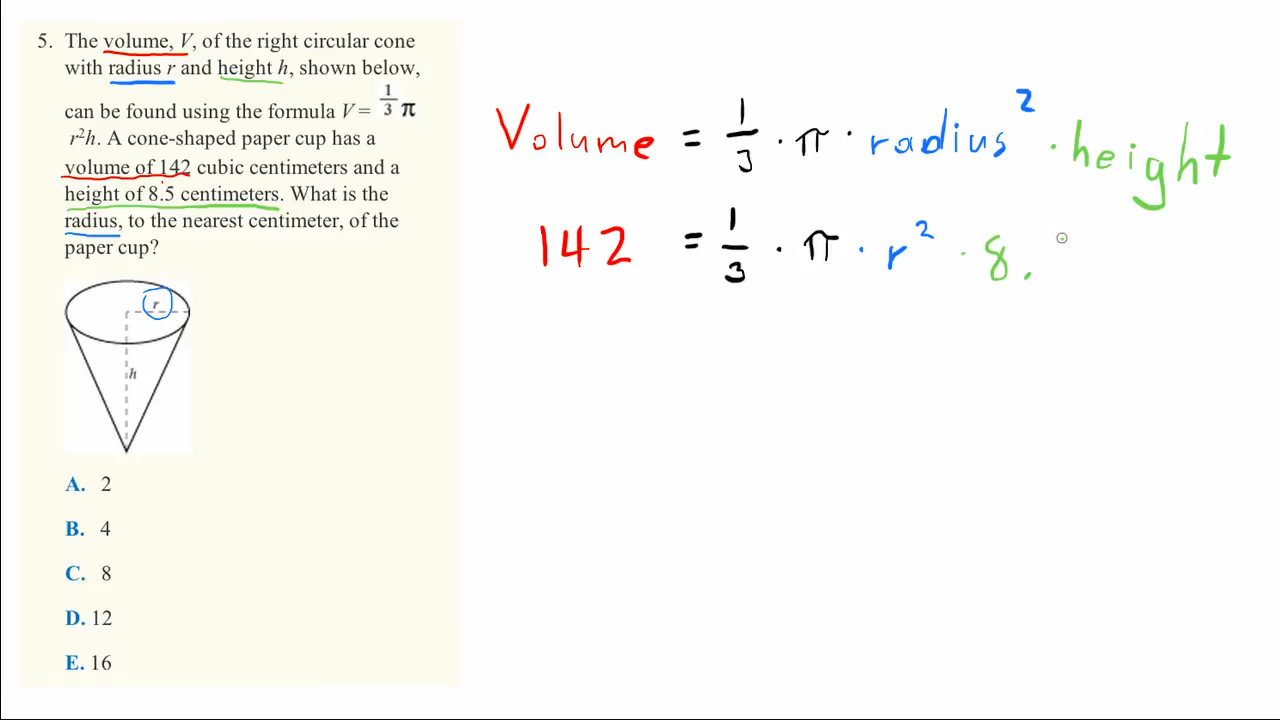 5. The volume, V, of the right circular cone
with radius r and height h, shown below,
can be found using the formula V = 1/3 π
r²h. A cone-shaped paper cup has a
volume of 142 cubic centimeters and a
height of 8.5 centimeters. What is the
radius, to the nearest centimeter, of the
paper cup?
r
h
A. 2
B. 4
C. 8
D. 12
E. 16
Volume = 1/3 · π · radius² · height
142 = 1/3 · π · r² · 8.